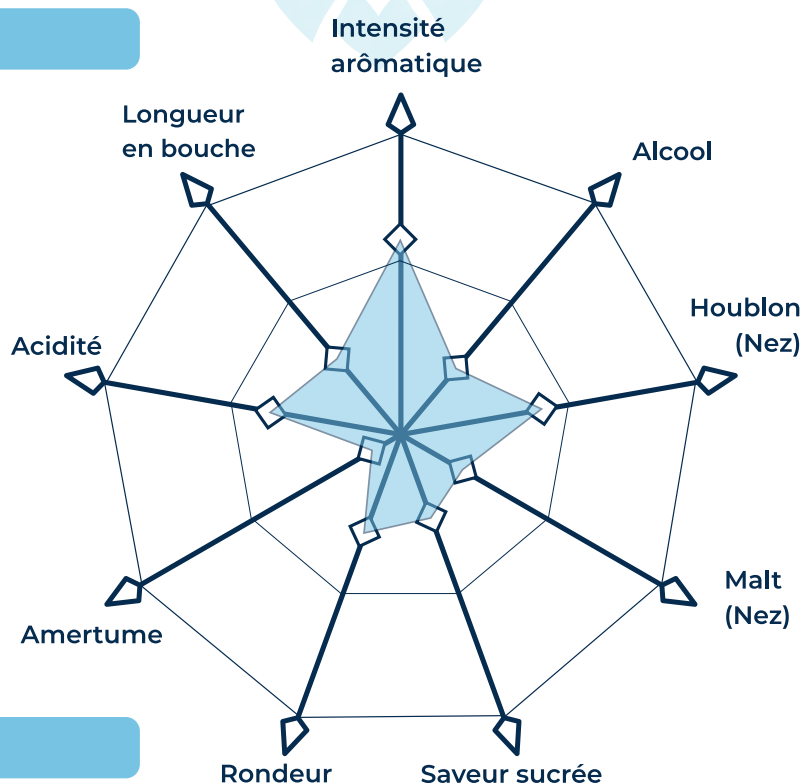 Intensité
arômatique
Longueur
en bouche
Alcool
Houblon
(Nez)
Acidité
Malt
(Nez)
Amertume
Rondeur
Saveur sucrée